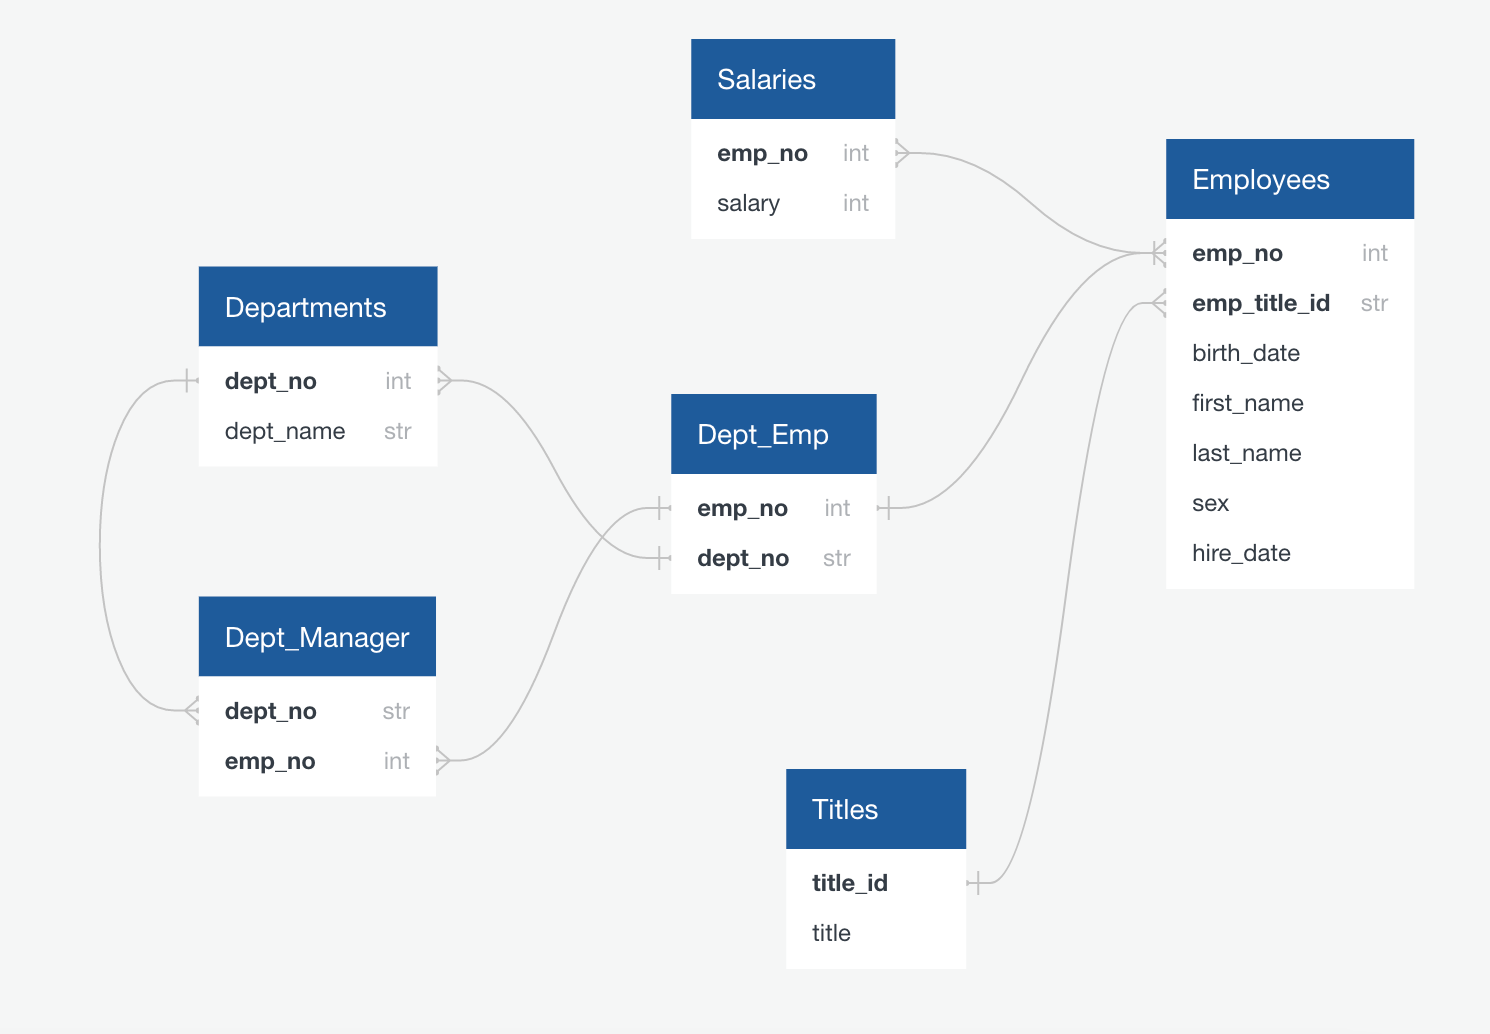 Salaries
emp_no int
salary int
Employees
emp_no int
emp_title_id str
birth_date
first_name
last_name
sex
hire_date
Departments
dept_no int
dept_name str
Dept_Emp
emp_no int
dept_no str
Dept_Manager
dept_no str
emp_no int
Titles
title_id
title